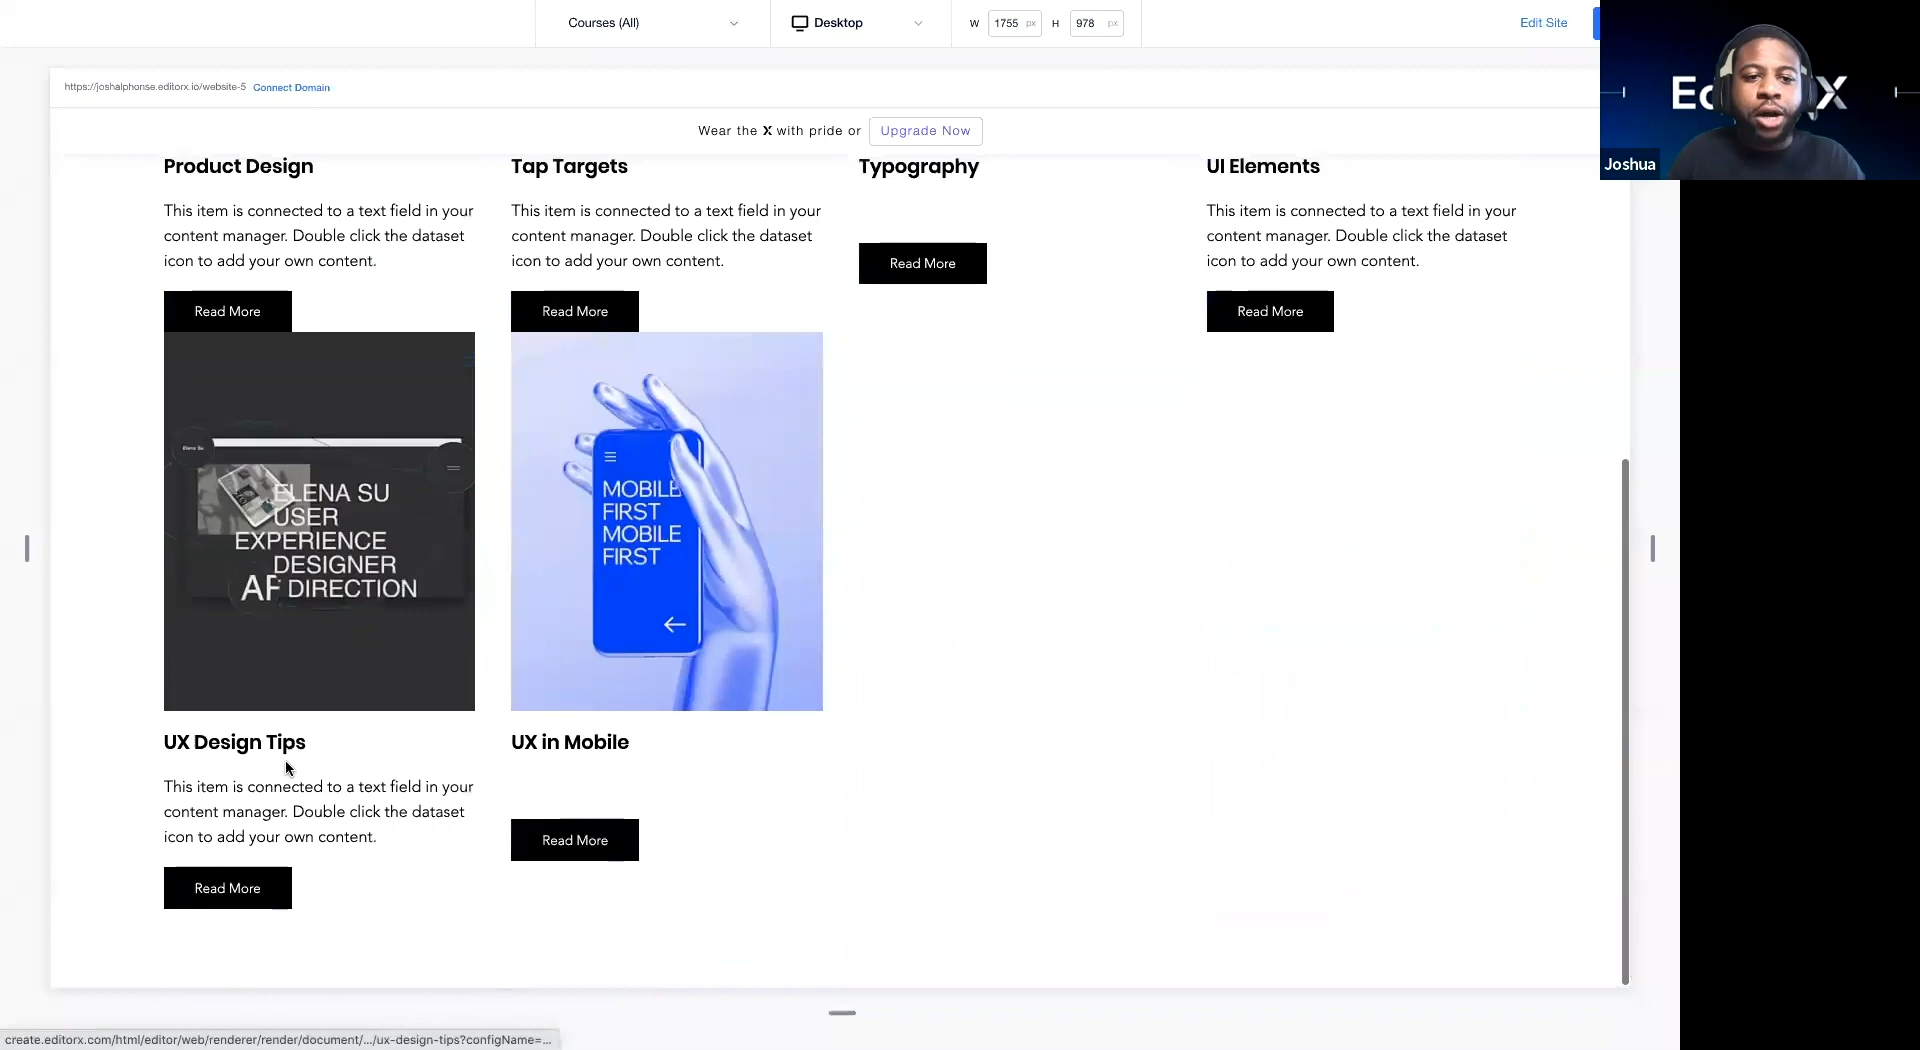 Courses (All)
Desktop
W 1755 px H 978 px
Edit Site
https://joshalphonse.editorx.io/website-5 Connect Domain
Wear the X with pride or Upgrade Now
X
Joshua
Product Design
Tap Targets
Typography
UI Elements
This item is connected to a text field in your
content manager. Double click the dataset
icon to add your own content.
Read More
This item is connected to a text field in your
content manager. Double click the dataset
icon to add your own content.
Read More
Read More
This item is connected to a text field in your
content manager. Double click the dataset
icon to add your own content.
Read More
Elena Su
ELENA SU
USER
EXPERIENCE
DESIGNER
DIRECTION
MOBILE
FIRST
MOBILE
FIRST
UX Design Tips
UX in Mobile
This item is connected to a text field in your
content manager. Double click the dataset
icon to add your own content.
Read More
Read More
create.editorx.com/html/editor/web/renderer/render/document/.../ux-design-tips?configName=...